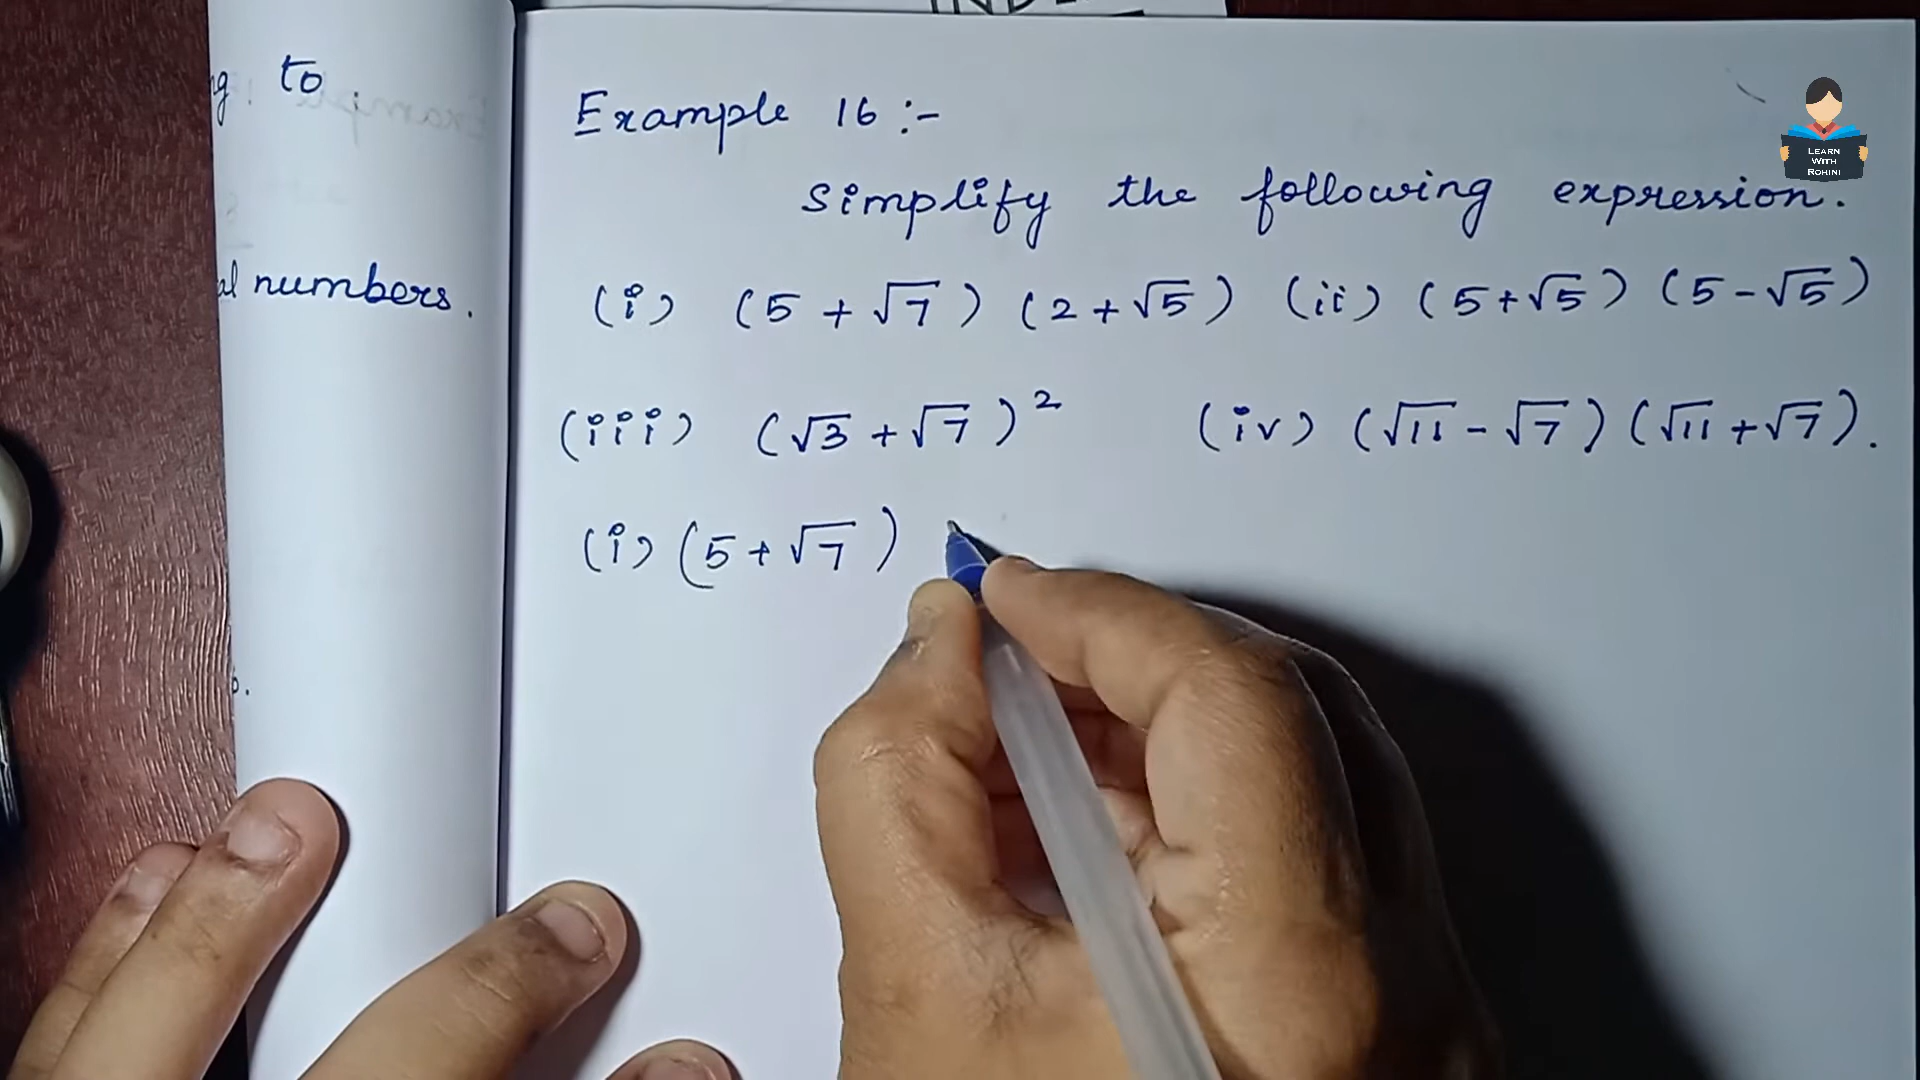 to
numbers.
Example 16 :-
Simplify the following expression.
(i) (5 + √7) (2 + √5) (ii) (5 + √5) (5 - √5)
(iii) (√3 + √7)² (iv) (√11 - √7) (√11 + √7).
(i) (5 + √7)
LEARN
WITH
ROHINI